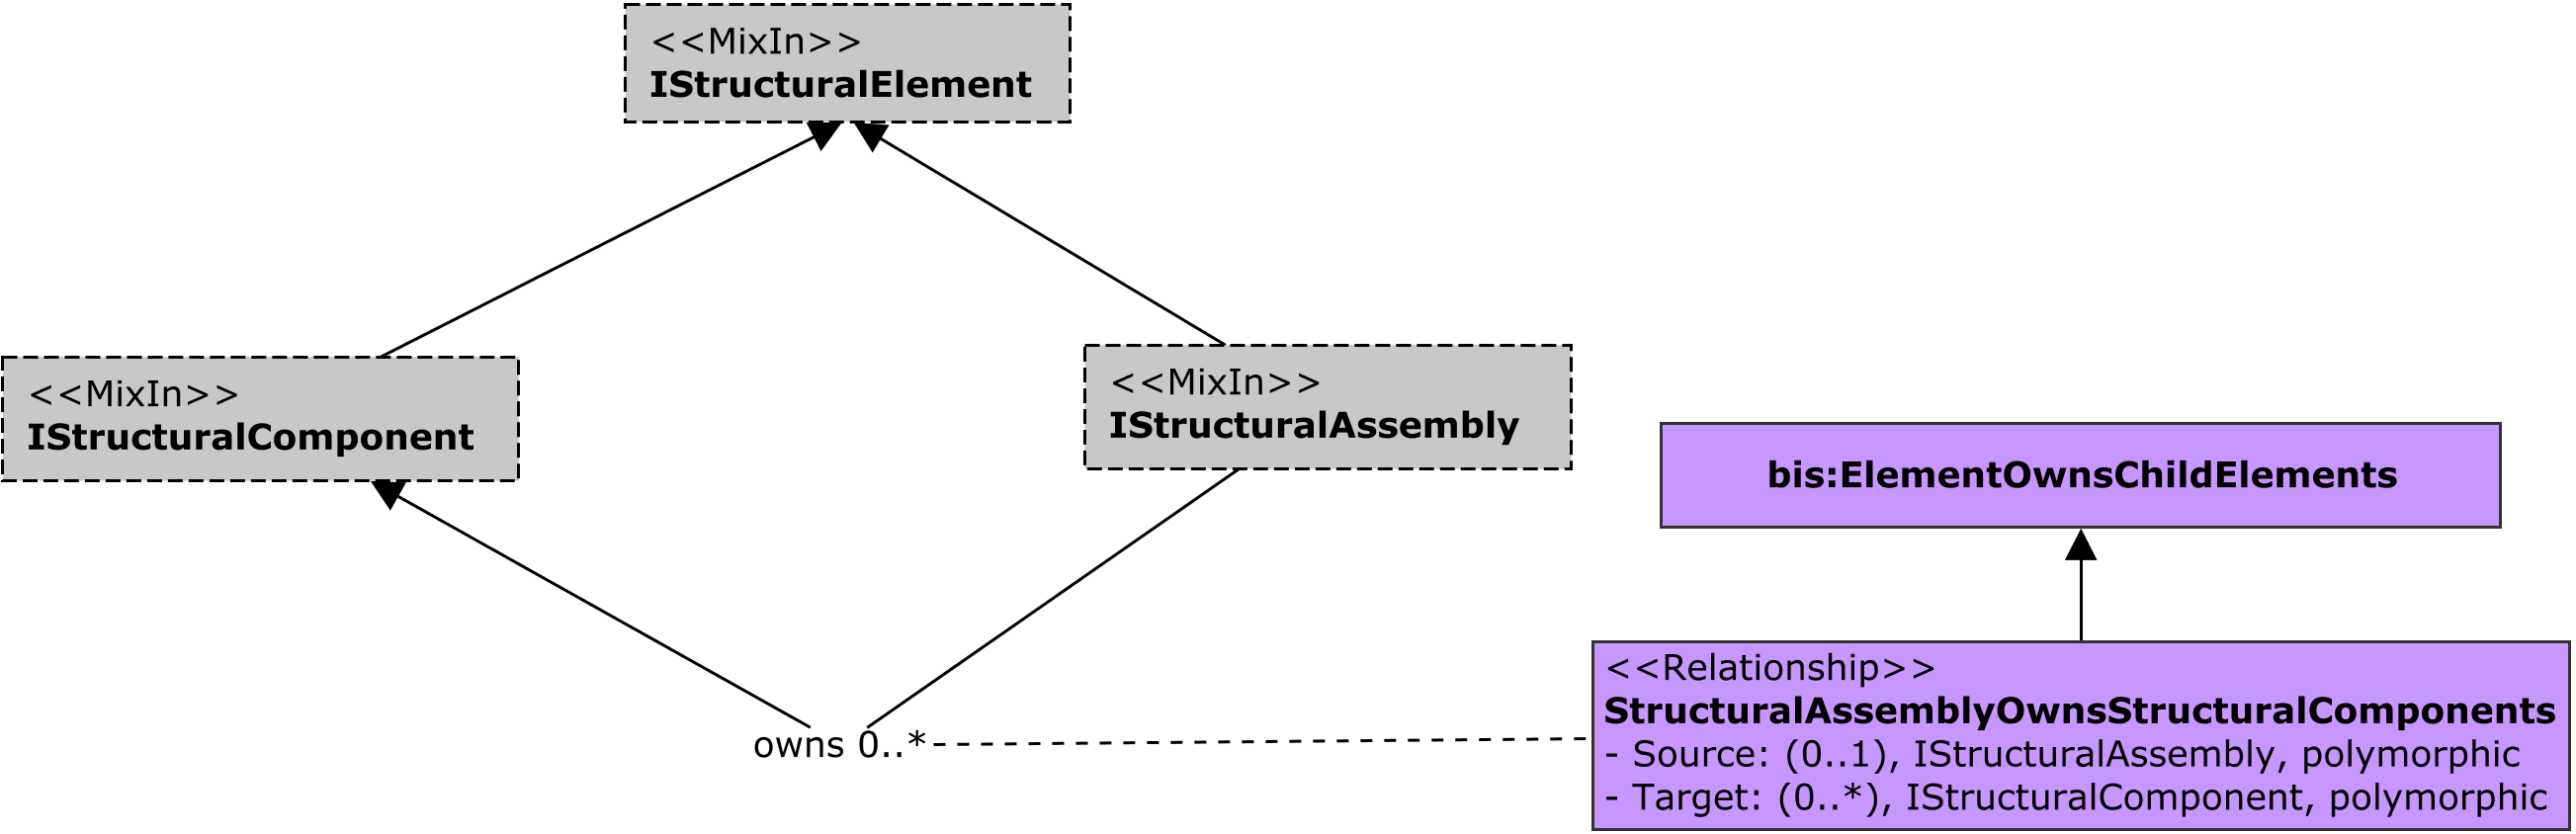 <<MixIn>>
IStructuralElement
<<MixIn>>
IStructuralComponent
<<MixIn>>
IStructuralAssembly
bis:ElementOwnsChildElements
owns 0..*
<<Relationship>>
StructuralAssemblyOwnsStructuralComponents
- Source: (0..1), IStructuralAssembly, polymorphic
- Target: (0..*), IStructuralComponent, polymorphic